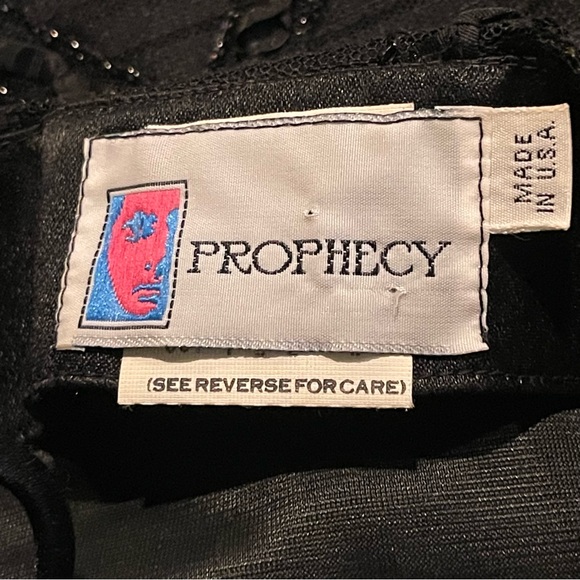 MADE
IN U.S.A.
PROPHECY
(SEE REVERSE FOR CARE)